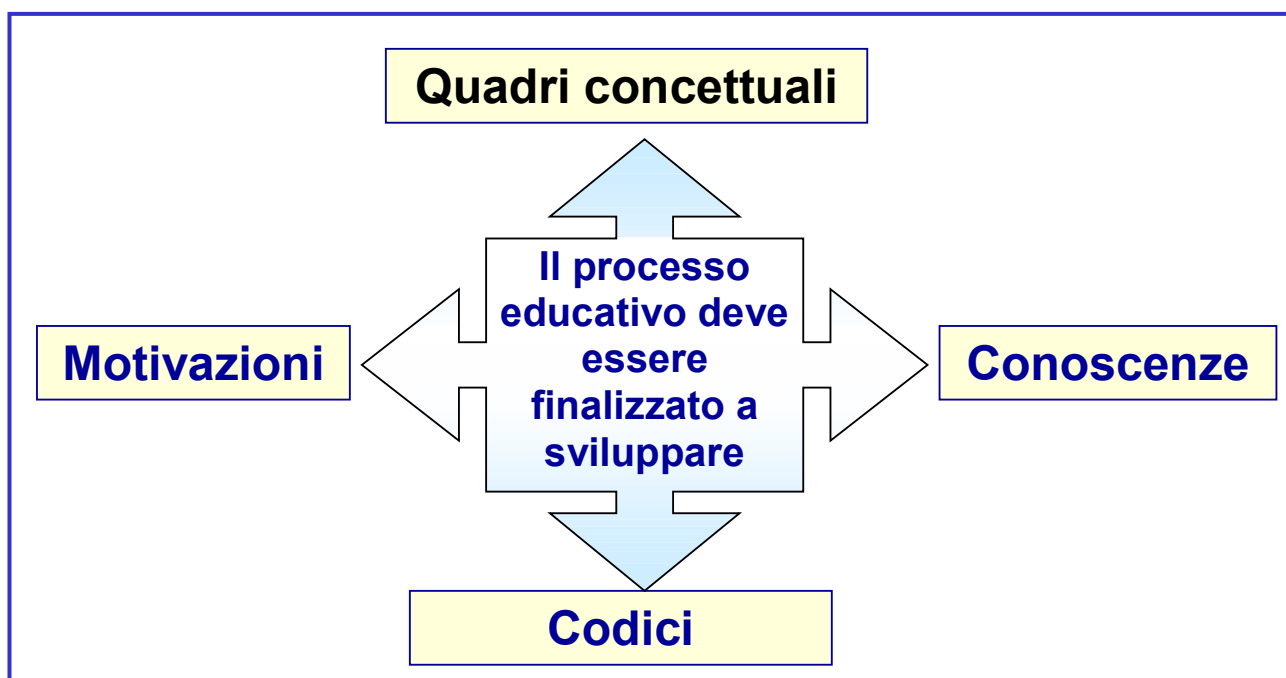 Quadri concettuali
Il processo
educativo deve
essere
finalizzato a
sviluppare
Motivazioni
Conoscenze
Codici